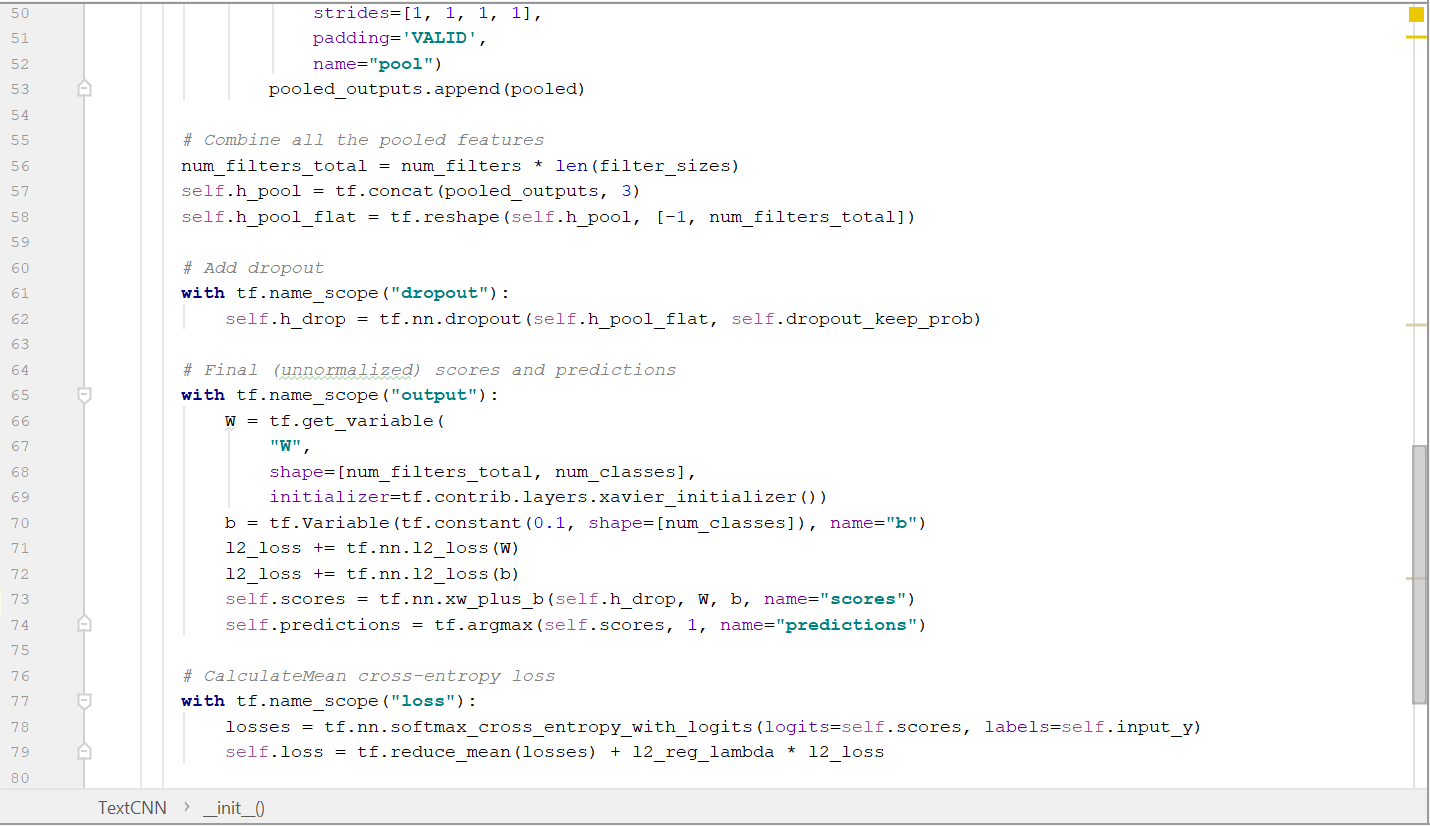 50                          strides=[1, 1, 1, 1],
51                          padding='VALID',
52                          name="pool")
53                      pooled_outputs.append(pooled)
54
55              # Combine all the pooled features
56              num_filters_total = num_filters * len(filter_sizes)
57              self.h_pool = tf.concat(pooled_outputs, 3)
58              self.h_pool_flat = tf.reshape(self.h_pool, [-1, num_filters_total])
59
60              # Add dropout
61              with tf.name_scope("dropout"):
62                  self.h_drop = tf.nn.dropout(self.h_pool_flat, self.dropout_keep_prob)
63
64              # Final (unnormalized) scores and predictions
65              with tf.name_scope("output"):
66                  W = tf.get_variable(
67                      "W",
68                      shape=[num_filters_total, num_classes],
69                      initializer=tf.contrib.layers.xavier_initializer())
70                  b = tf.Variable(tf.constant(0.1, shape=[num_classes]), name="b")
71                  l2_loss += tf.nn.l2_loss(W)
72                  l2_loss += tf.nn.l2_loss(b)
73                  self.scores = tf.nn.xw_plus_b(self.h_drop, W, b, name="scores")
74                  self.predictions = tf.argmax(self.scores, 1, name="predictions")
75
76              # CalculateMean cross-entropy loss
77              with tf.name_scope("loss"):
78                  losses = tf.nn.softmax_cross_entropy_with_logits(logits=self.scores, labels=self.input_y)
79                  self.loss = tf.reduce_mean(losses) + l2_reg_lambda * l2_loss
80
TextCNN > __init__()